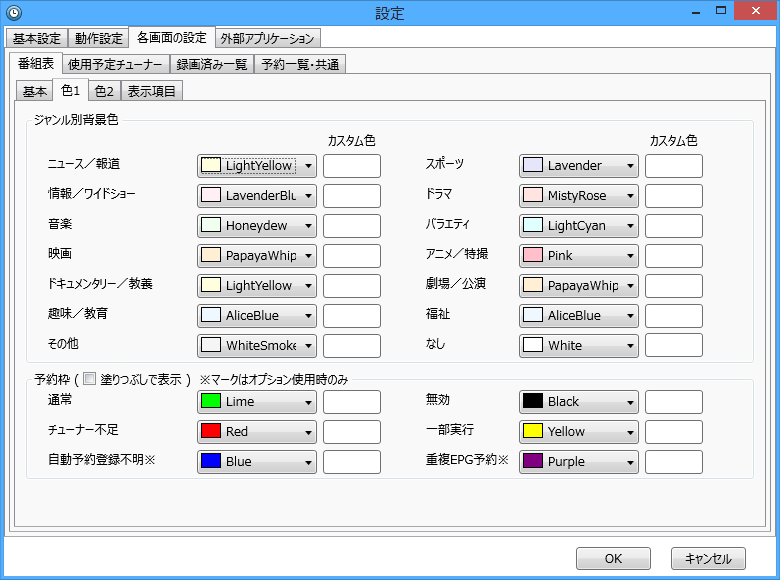 設定
基本設定 動作設定 各画面の設定 外部アプリケーション
番組表 使用予定チューナー 録画済み一覧 予約一覧・共通
基本 色1 色2 表示項目
ジャンル別背景色
カスタム色 カスタム色
ニュース／報道 LightYellow スポーツ Lavender
情報／ワイドショー LavenderBlu ドラマ MistyRose
音楽 Honeydew バラエティ LightCyan
映画 PapayaWhip アニメ／特撮 Pink
ドキュメンタリー／教養 LightYellow 劇場／公演 PapayaWhip
趣味／教育 AliceBlue 福祉 AliceBlue
その他 WhiteSmoke なし White
予約枠 ( 塗りつぶしで表示 ) ※マークはオプション使用時のみ
通常 Lime 無効 Black
チューナー不足 Red 一部実行 Yellow
自動予約登録不明※ Blue 重複EPG予約※ Purple
OK キャンセル